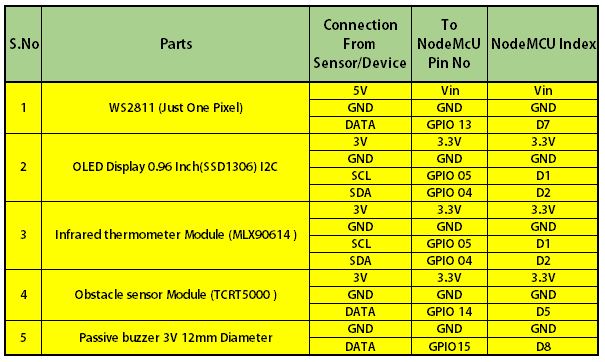 S.No Parts Connection From Sensor/Device To NodeMcU Pin No NodeMCU Index
1 WS2811 (Just One Pixel) 5V Vin Vin
GND GND GND
DATA GPIO 13 D7
2 OLED Display 0.96 Inch(SSD1306) I2C 3V 3.3V 3.3V
GND GND GND
SCL GPIO 05 D1
SDA GPIO 04 D2
3 Infrared thermometer Module (MLX90614 ) 3V 3.3V 3.3V
GND GND GND
SCL GPIO 05 D1
SDA GPIO 04 D2
4 Obstacle sensor Module (TCRT5000 ) 3V 3.3V 3.3V
GND GND GND
DATA GPIO 14 D5
5 Passive buzzer 3V 12mm Diameter GND GND GND
DATA GPIO15 D8